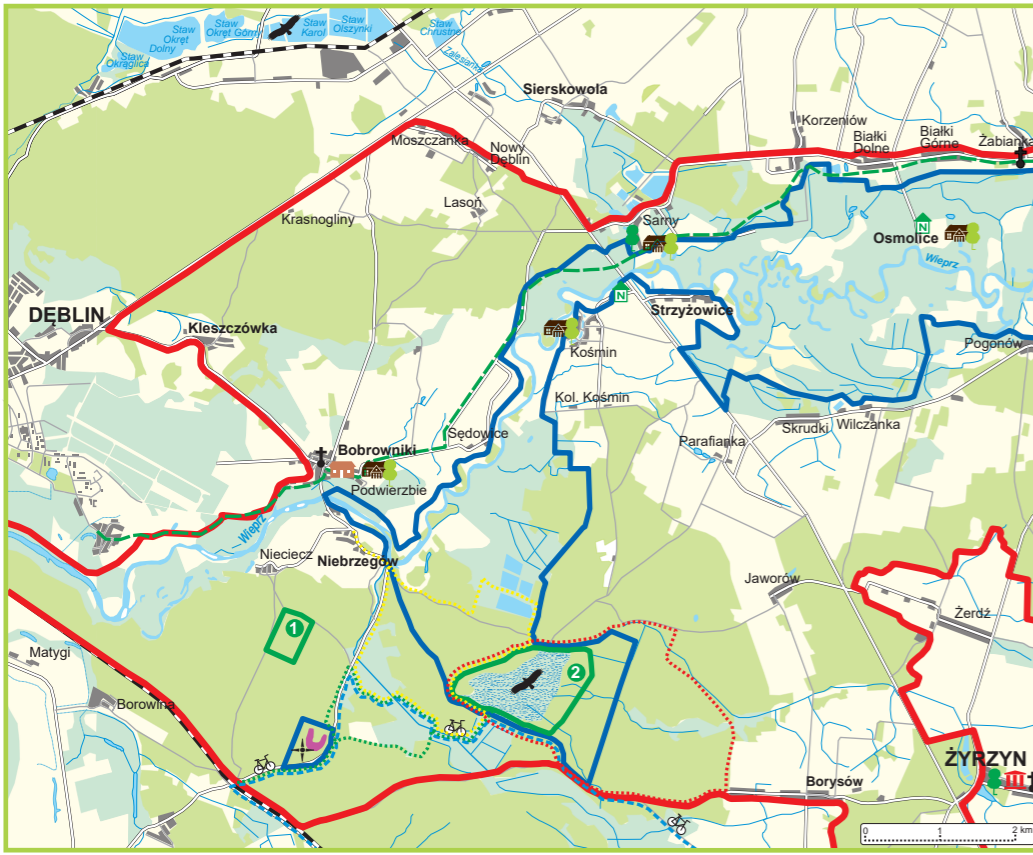 Staw
Okręt
Dolny
Staw
Okręt Górny
Staw
Karol
Staw
Olszynki
Staw
Chrustne
Staw
Okrąglica
Zalesianka
Sierskowola
Moszczanka
Nowy
Dęblin
Korzeniów
Białki
Dolne
Białki
Górne
Żabianka
Lasoń
Krasnogliny
Sarny
N
Osmolice
Wieprz
DĘBLIN
Kleszczówka
N
Strzyżowice
Kośmin
Pogonów
Kol. Kośmin
Sędowice
Parafianka
Skrudki
Wilczanka
Bobrowniki
Podwierzbie
Wieprz
Nieciecz
Niebrzegów
Jaworów
Żerdź
1
2
Matygi
Borowina
ŻYRZYN
Borysów
0 1 2 km